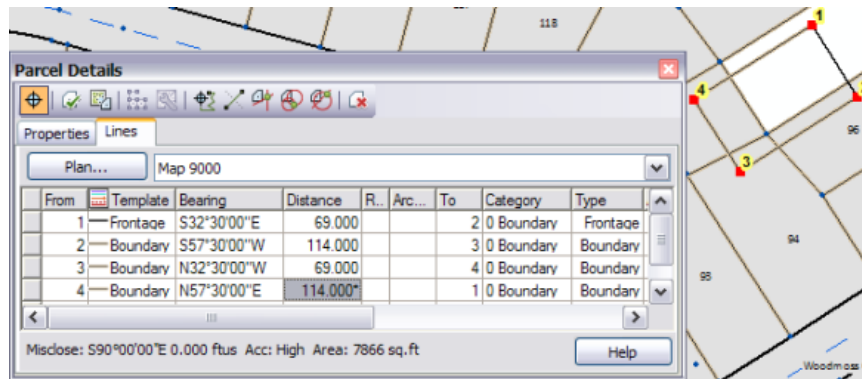 118
1
Parcel Details
4
Properties Lines
96
Plan... Map 9000
3
From Template Bearing Distance R.. Arc... To Category Type
1 Frontage S32°30'00"E 69.000 2 0 Boundary Frontage
2 Boundary S57°30'00"W 114.000 3 0 Boundary Boundary
3 Boundary N32°30'00"W 69.000 4 0 Boundary Boundary
4 Boundary N57°30'00"E 114.000* 1 0 Boundary Boundary
94
98
Misclose: S90°00'00"E 0.000 ftus Acc: High Area: 7866 sq.ft Help
Woodmoss